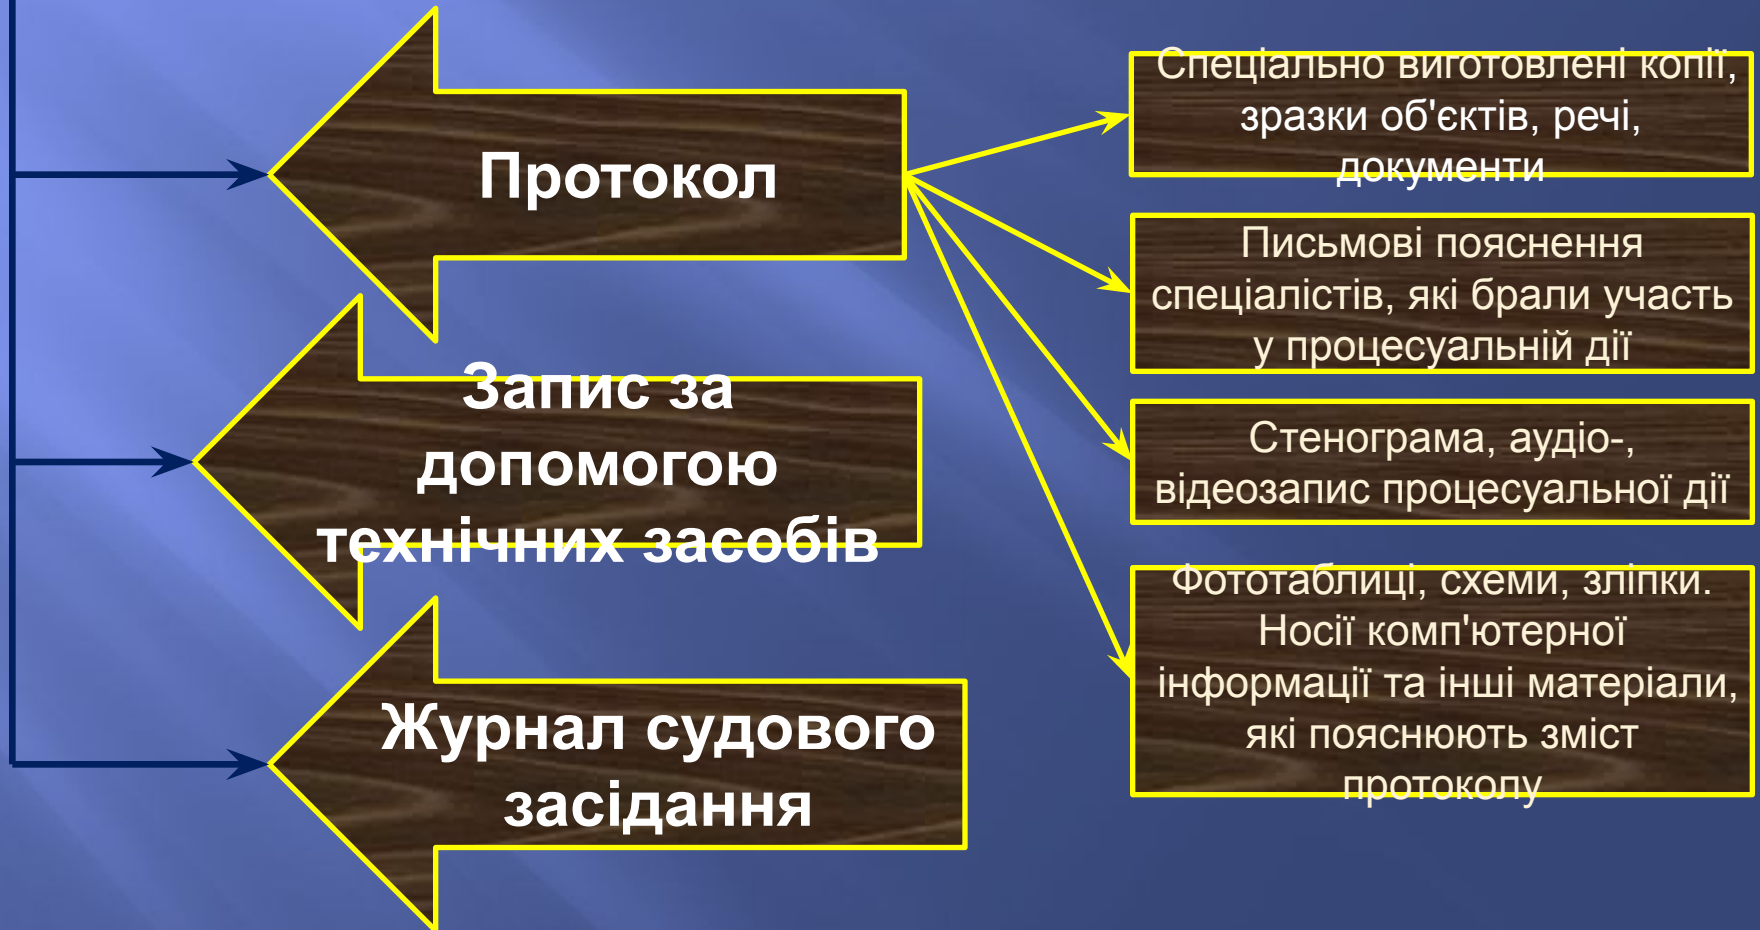 Протокол
Запис за
допомогою
технічних засобів
Журнал судового
засідання
Спеціально виготовлені копії,
зразки об'єктів, речі,
документи
Письмові пояснення
спеціалістів, які брали участь
у процесуальній дії
Стенограма, аудіо-,
відеозапис процесуальної дії
Фототаблиці, схеми, зліпки.
Носії комп'ютерної
інформації та інші матеріали,
які пояснюють зміст
протоколу